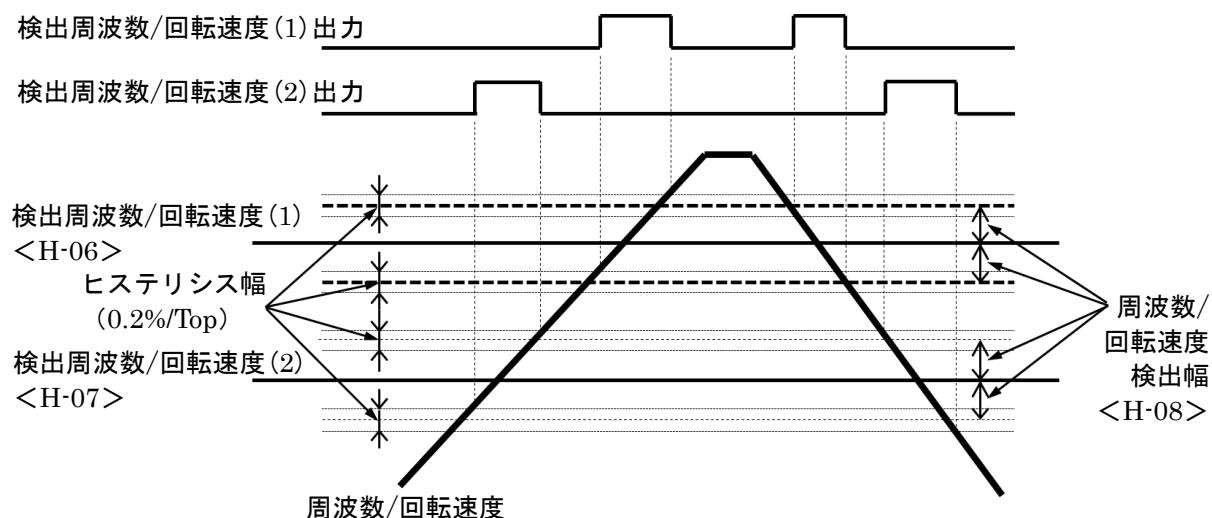 検出周波数/回転速度(1)出力
検出周波数/回転速度(2)出力
検出周波数/回転速度(1)
＜H-06＞
ヒステリシス幅
（0.2%/Top）
検出周波数/回転速度(2)
＜H-07＞
周波数/
回転速度
検出幅
＜H-08＞
周波数/回転速度